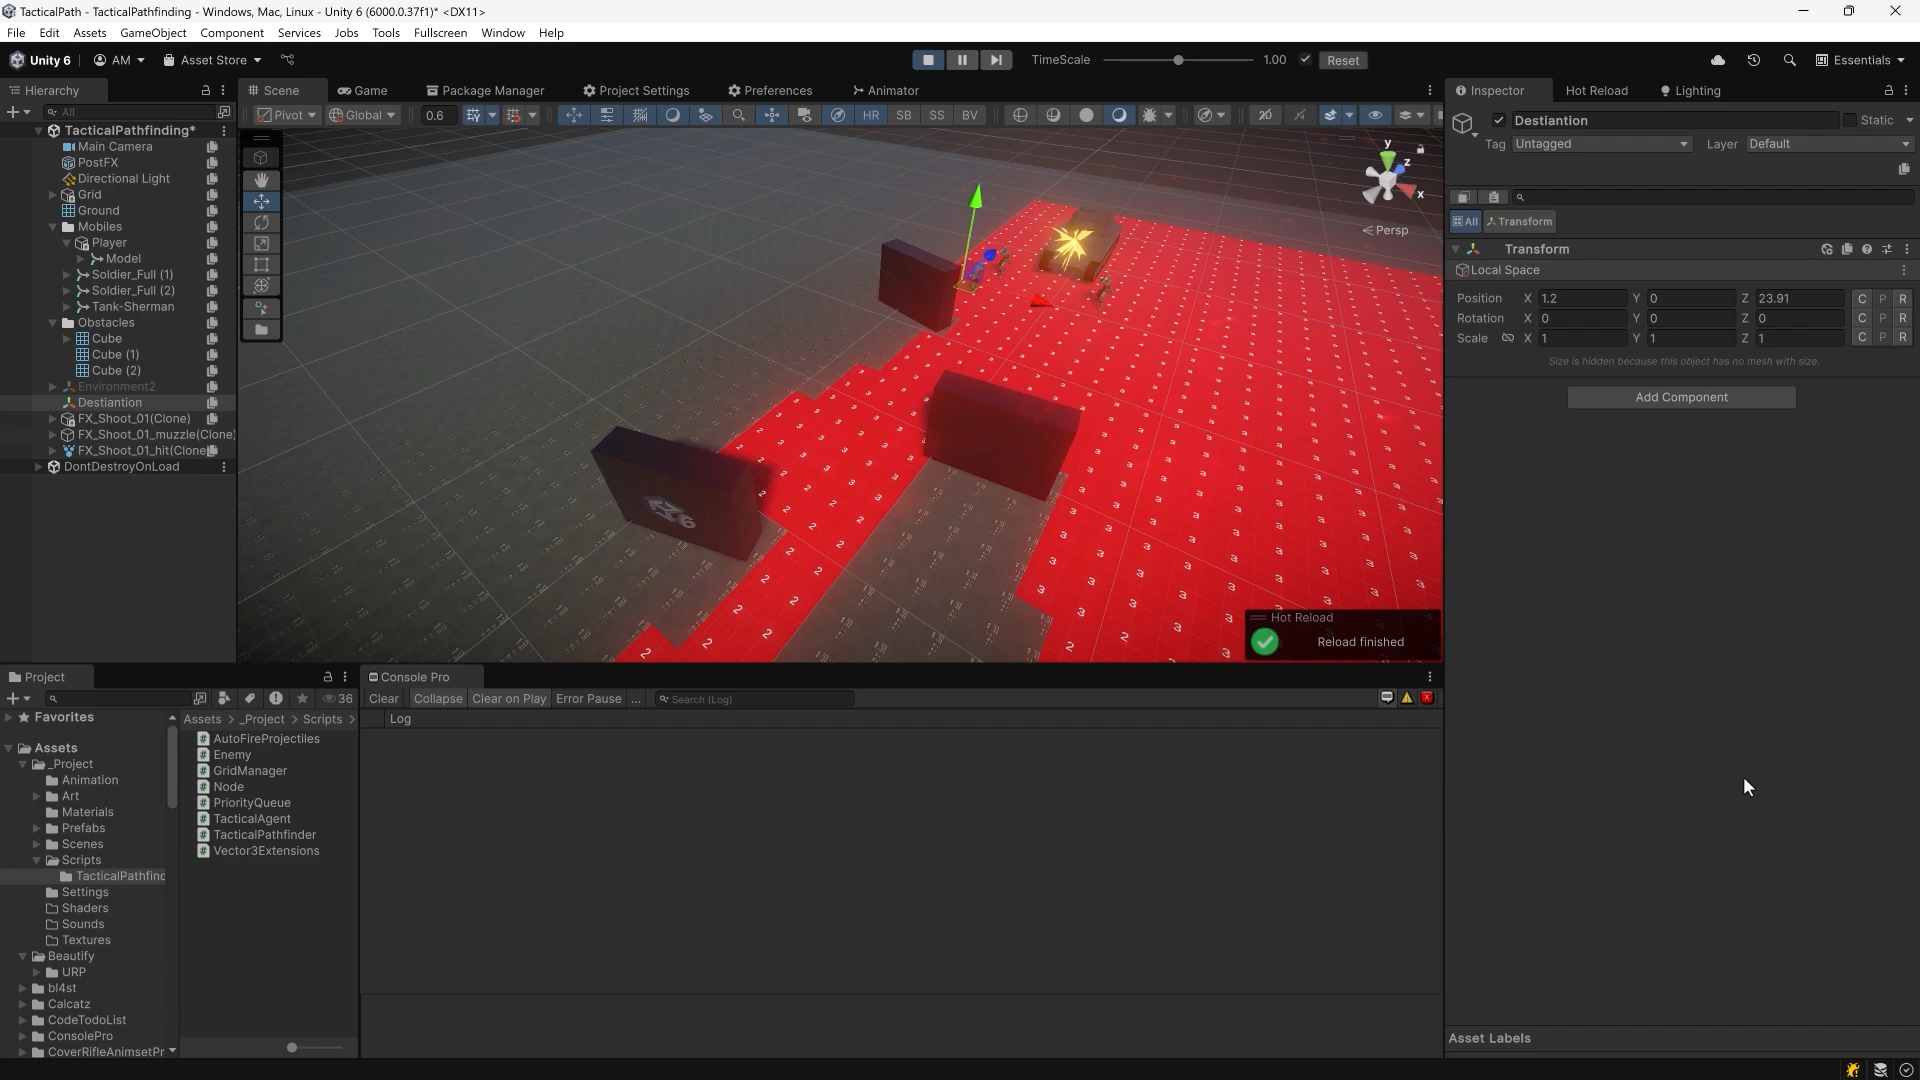 TacticalPath - TacticalPathfinding - Windows, Mac, Linux - Unity 6 (6000.0.37f1)* <DX11>
File Edit Assets GameObject Component Services Jobs Tools Fullscreen Window Help
Unity 6 AM Asset Store TimeScale 1.00 Reset Essentials
Hierarchy Scene Game Package Manager Project Settings Preferences Animator Inspector Hot Reload Lighting
All
Pivot Global 0.6 HR SB SS BV
Destiantion Static
Tag Untagged Layer Default
TacticalPathfinding*
Main Camera
PostFX
Directional Light
Grid
Ground
Mobiles
Player
Model
Soldier_Full (1)
Soldier_Full (2)
Tank-Sherman
Obstacles
Cube
Cube (1)
Cube (2)
Environment2
Destiantion
FX_Shoot_01(Clone)
FX_Shoot_01_muzzle(Clone)
FX_Shoot_01_hit(Clone
DontDestroyOnLoad
y
z
x
Persp
Hot Reload
Reload finished
All Transform
Transform
Local Space
Position X 1.2 Y 0 Z 23.91 C P R
Rotation X 0 Y 0 Z 0 C P R
Scale X 1 Y 1 Z 1 C P R
Size is hidden because this object has no mesh with size.
Add Component
Project
36
Favorites
Assets
_Project
Animation
Art
Materials
Prefabs
Scenes
Scripts
TacticalPathfinc
Settings
Shaders
Sounds
Textures
Beautify
URP
bl4st
Calcatz
CodeTodoList
ConsolePro
CoverRifleAnimsetPr
Assets > _Project > Scripts >
AutoFireProjectiles
Enemy
GridManager
Node
PriorityQueue
TacticalAgent
TacticalPathfinder
Vector3Extensions
Console Pro
Clear Collapse Clear on Play Error Pause ... Search (Log)
Log
Asset Labels